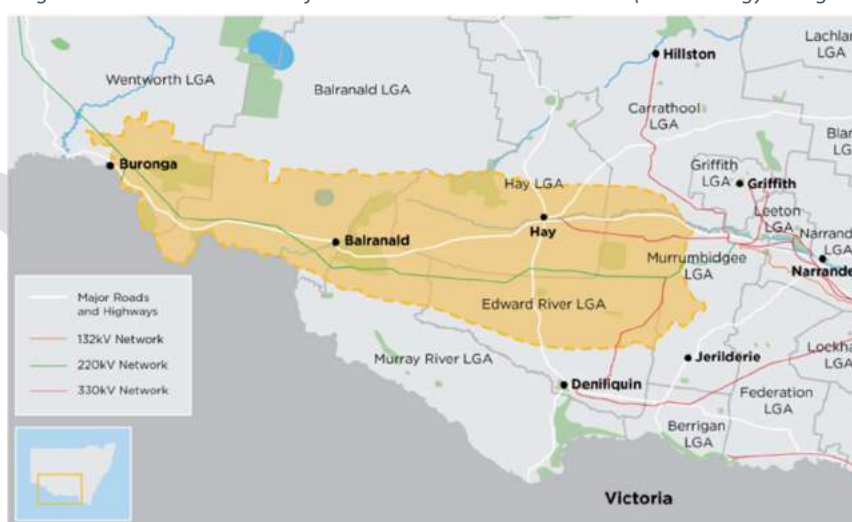 Hillston
Lachlan
LGA
Wentworth LGA
Balranald LGA
Carrathool
LGA
Buronga
Griffith
LGA
Griffith
Hay LGA
Leeton
LGA
Hay
Balranald
LGA
Murrumbidgee
LGA
Edward River LGA
Major Roads
and Highways
132kV Network
220kV Network
330kV Network
Murray River LGA
Jerilderie
LGA
Deniliquin
Federation
LGA
Berrigan
LGA
Victoria